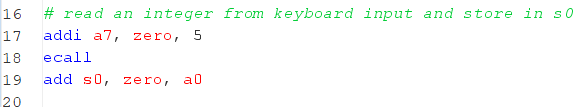 16 # read an integer from keyboard input and store in s0
17 addi a7, zero, 5
18 ecall
19 add s0, zero, a0
20